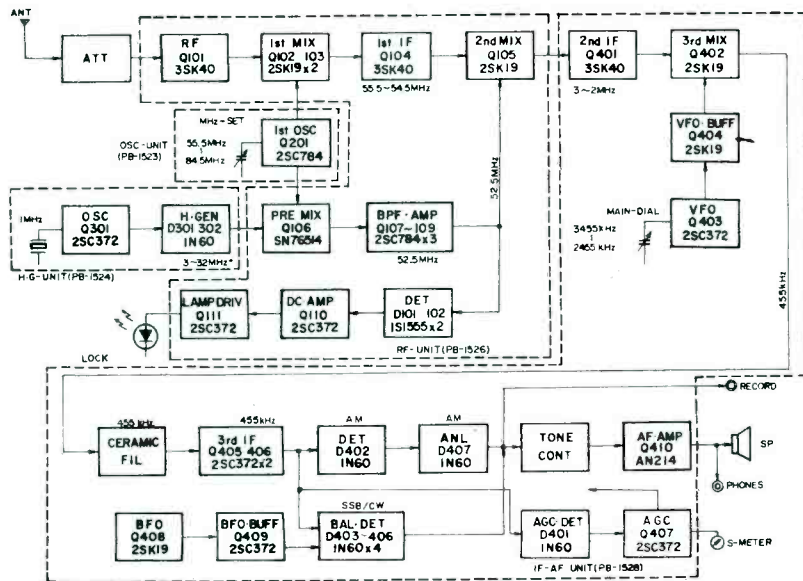 ANT
ATT
RF
Q101
3SK40
1st MIX
Q102 103
2SK19x2
1st IF
Q104
3SK40
55.5~54.5MHz
2nd MIX
Q105
2SK19
2nd IF
Q401
3SK40
3~2MHz
3rd MIX
Q402
2SK19
MHz-SET
OSC-UNIT
(PB-1523)
55.5MHz
84.5MHz
1st OSC
Q201
2SC784
VFO·BUFF
Q404
2SK19
52.5MHz
1MHz
OSC
Q301
2SC372
H·GEN
D301 302
1N60
3~32MHz*
H·G-UNIT(PB-1524)
PRE MIX
Q106
SN76514
BPF·AMP
Q107~109
2SC784x3
52.5MHz
MAIN-DIAL
3455kHz
2455KHz
VFO
Q403
2SC372
455kHz
LAMP DRIV
Q111
2SC372
DC AMP
Q110
2SC372
DET
D101 102
1S1555x2
RF-UNIT(PB-1526)
LOCK
RECORD
455kHz
CERAMIC
FIL
455kHz
3rd IF
Q405 406
2SC372x2
AM
DET
D402
1N60
AM
ANL
D407
1N60
TONE
CONT
AF·AMP
Q410
AN214
SP
PHONES
BFO
Q408
2SK19
BFO·BUFF
Q409
2SC372
SSB/CW
BAL·DET
D403~406
1N60x4
AGC·DET
D401
1N60
AGC
Q407
2SC372
S-METER
IF-AF UNIT(PB-1528)